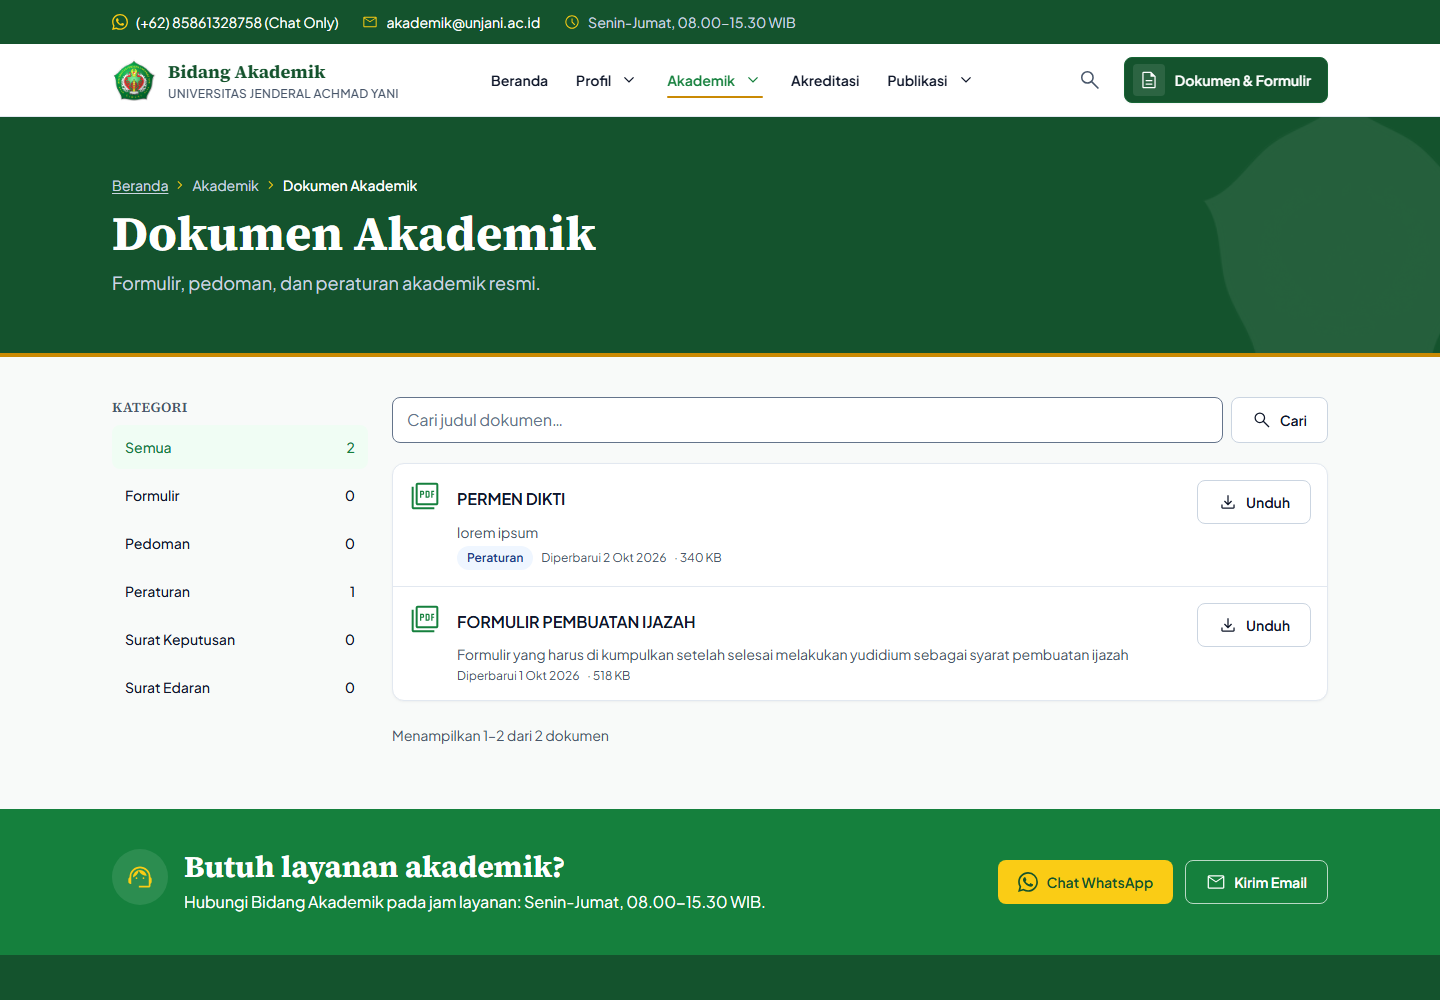 (+62) 85861328758 (Chat Only)
akademik@unjani.ac.id
Senin-Jumat, 08.00–15.30 WIB
Bidang Akademik
UNIVERSITAS JENDERAL ACHMAD YANI
Beranda
Profil
Akademik
Akreditasi
Publikasi
Dokumen & Formulir
Beranda
Akademik
Dokumen Akademik
Dokumen Akademik
Formulir, pedoman, dan peraturan akademik resmi.
KATEGORI
Semua 2
Formulir 0
Pedoman 0
Peraturan 1
Surat Keputusan 0
Surat Edaran 0
Cari judul dokumen...
Cari
PDF
PERMEN DIKTI
lorem ipsum
Peraturan Diperbarui 2 Okt 2026 · 340 KB
Unduh
PDF
FORMULIR PEMBUATAN IJAZAH
Formulir yang harus di kumpulkan setelah selesai melakukan yudidium sebagai syarat pembuatan ijazah
Diperbarui 1 Okt 2026 · 518 KB
Unduh
Menampilkan 1–2 dari 2 dokumen
Butuh layanan akademik?
Hubungi Bidang Akademik pada jam layanan: Senin-Jumat, 08.00–15.30 WIB.
Chat WhatsApp
Kirim Email